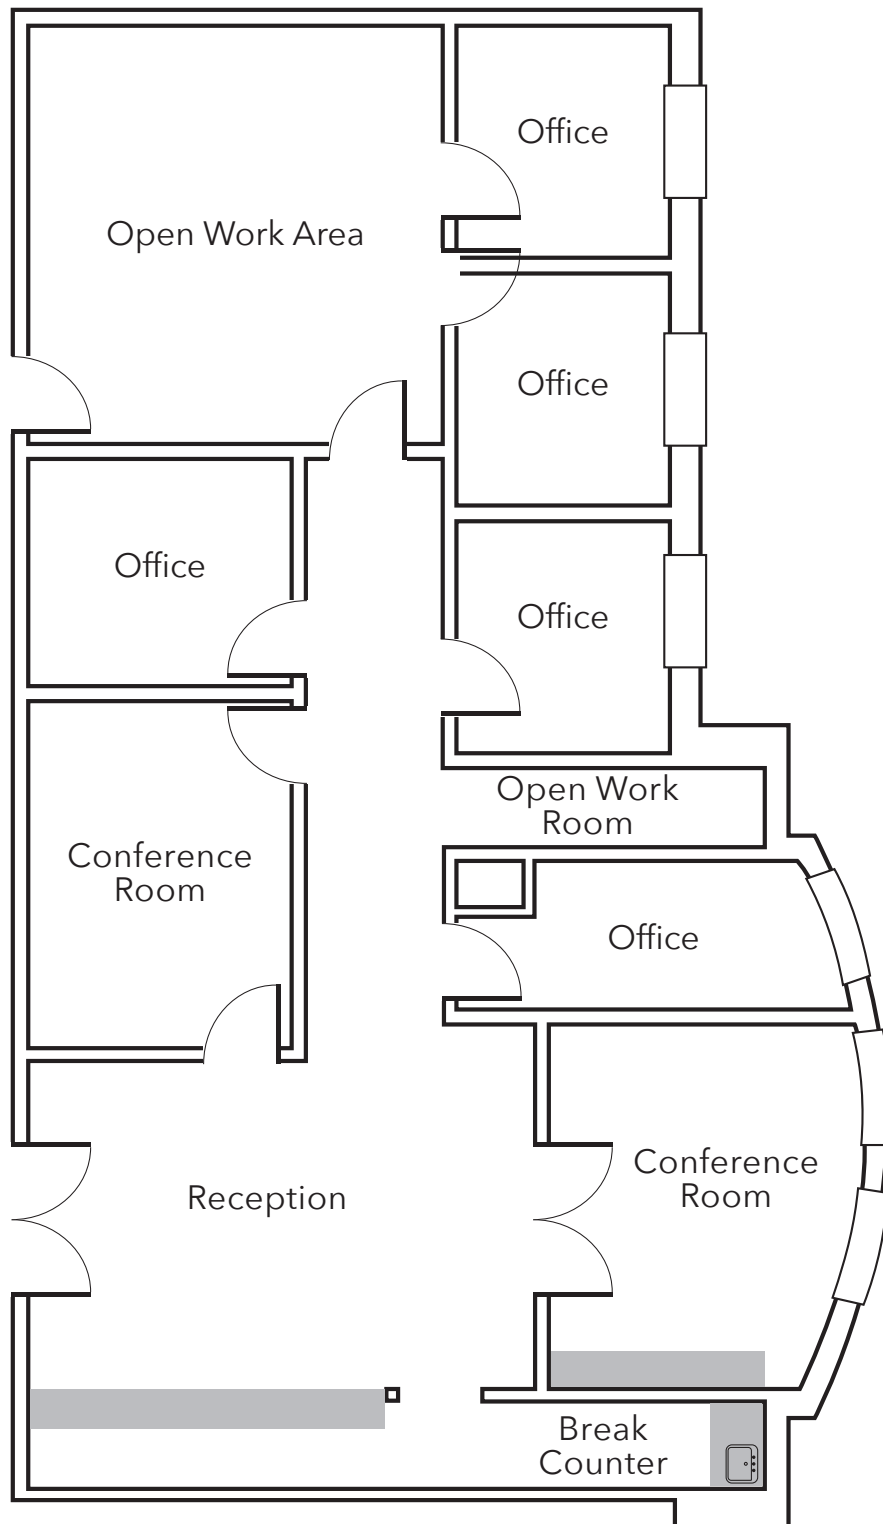 Office
Open Work Area
Office
Office
Office
Open Work
Room
Conference
Room
Office
Conference
Room
Reception
Break
Counter